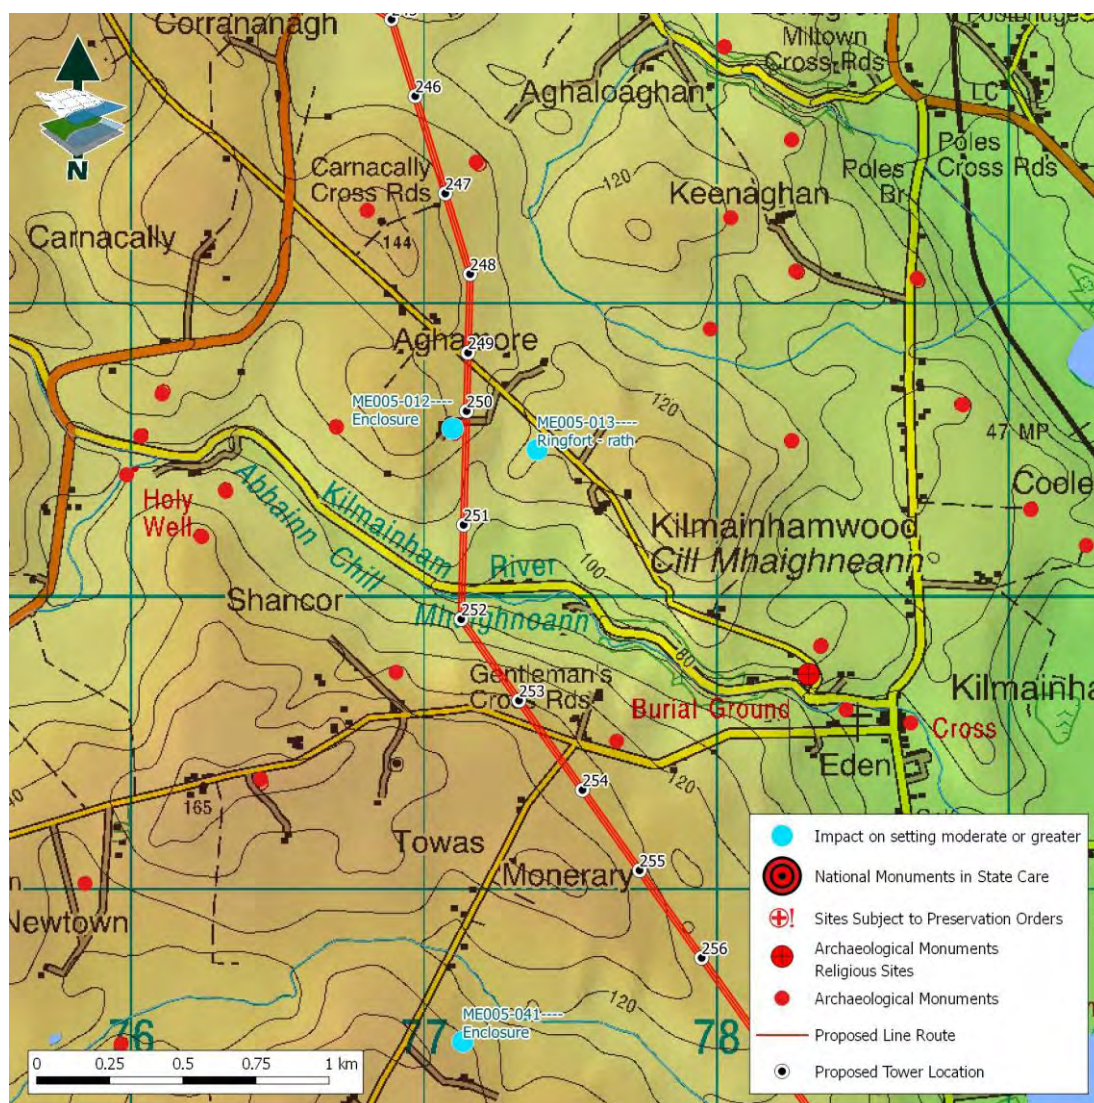 Corrananagh
245
246
Aghaloaghan
Miltown
Cross Rds
LC
Poles
Cross Rds
Poles
Br
N
Carnacally
Cross Rds
247
120
Keenaghan
Carnacally
144
248
Aghamore
249
ME005-012----
Enclosure
250
ME005-013----
Ringfort - rath
120
47 MP
Holy
Well
Abhainn Chill Mhaighneann
Kilmainham River
251
Kilmainhamwood
Cill Mhaighneann
100
Shancor
252
80
Gentleman's
Cross Rds
253
Burial Ground
Cross
Kilmainha
Eden
120
254
165
Towas
255
Monerary
Newtown
256
120
ME005-041----
Enclosure
76
77
78
0 0.25 0.5 0.75 1 km
Impact on setting moderate or greater
National Monuments in State Care
Sites Subject to Preservation Orders
Archaeological Monuments
Religious Sites
Archaeological Monuments
Proposed Line Route
Proposed Tower Location